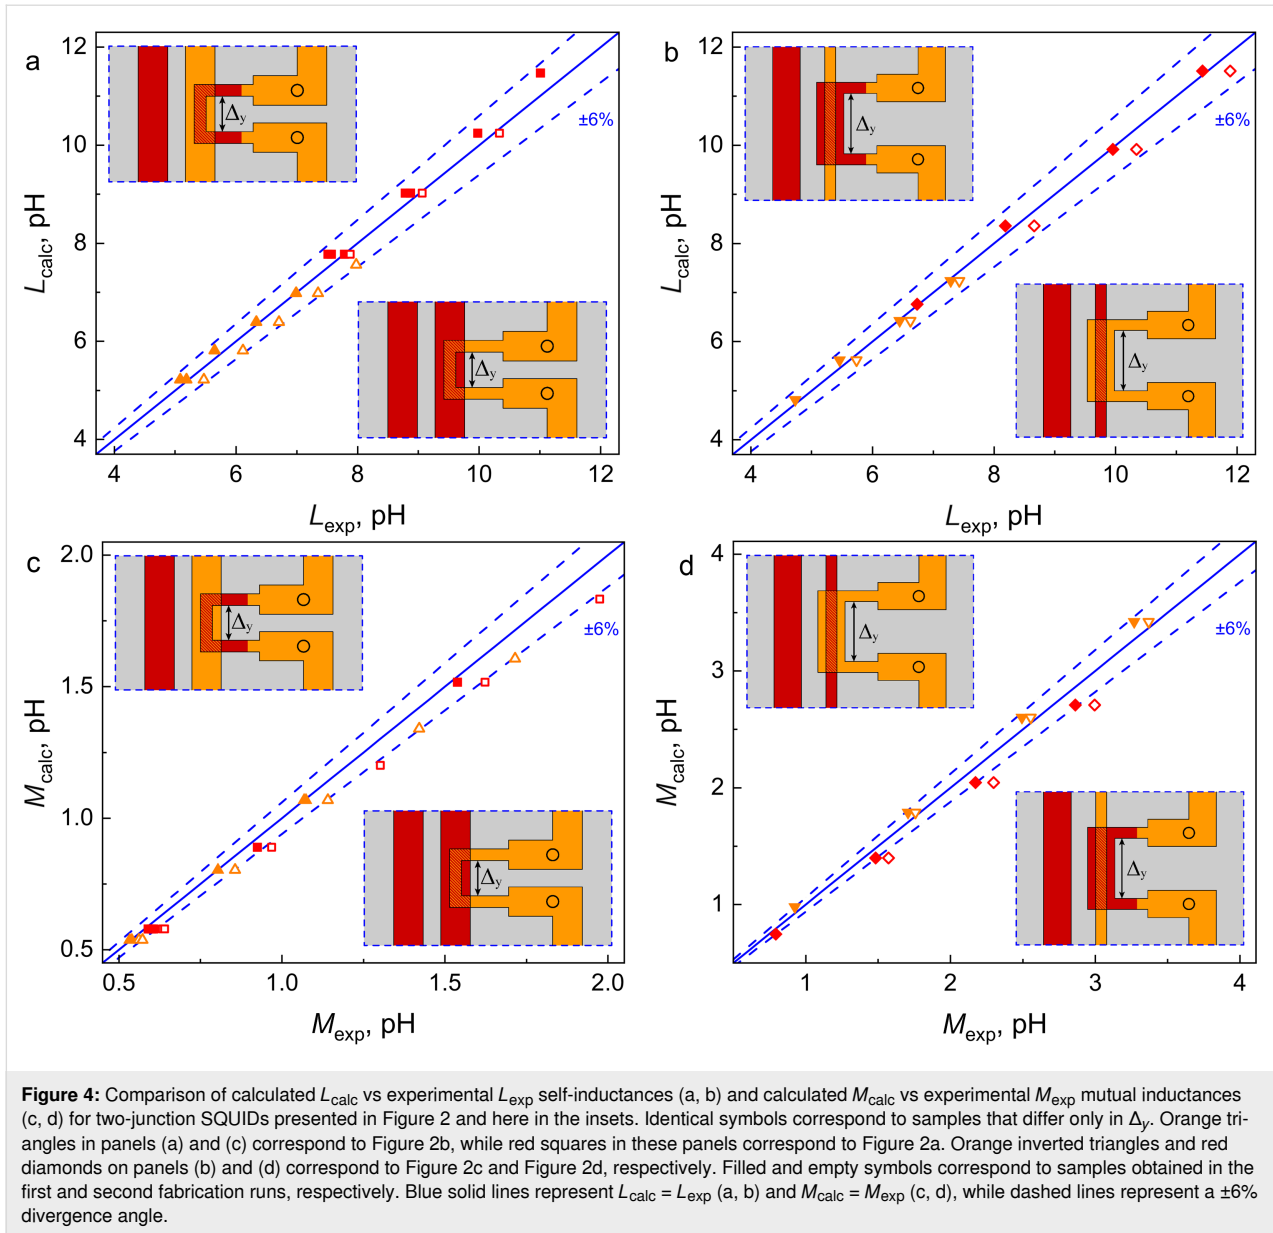 a
12
10
8
6
4
L_calc, pH
Δy
±6%
Δy
4 6 8 10 12
L_exp, pH
b
12
10
8
6
4
L_calc, pH
Δy
±6%
Δy
4 6 8 10 12
L_exp, pH
c
2.0
1.5
1.0
0.5
M_calc, pH
Δy
±6%
Δy
0.5 1.0 1.5 2.0
M_exp, pH
d
4
3
2
1
M_calc, pH
Δy
±6%
Δy
1 2 3 4
M_exp, pH
Figure 4: Comparison of calculated L_calc vs experimental L_exp self-inductances (a, b) and calculated M_calc vs experimental M_exp mutual inductances
(c, d) for two-junction SQUIDs presented in Figure 2 and here in the insets. Identical symbols correspond to samples that differ only in Δy. Orange tri-
angles in panels (a) and (c) correspond to Figure 2b, while red squares in these panels correspond to Figure 2a. Orange inverted triangles and red
diamonds on panels (b) and (d) correspond to Figure 2c and Figure 2d, respectively. Filled and empty symbols correspond to samples obtained in the
first and second fabrication runs, respectively. Blue solid lines represent L_calc = L_exp (a, b) and M_calc = M_exp (c, d), while dashed lines represent a ±6%
divergence angle.